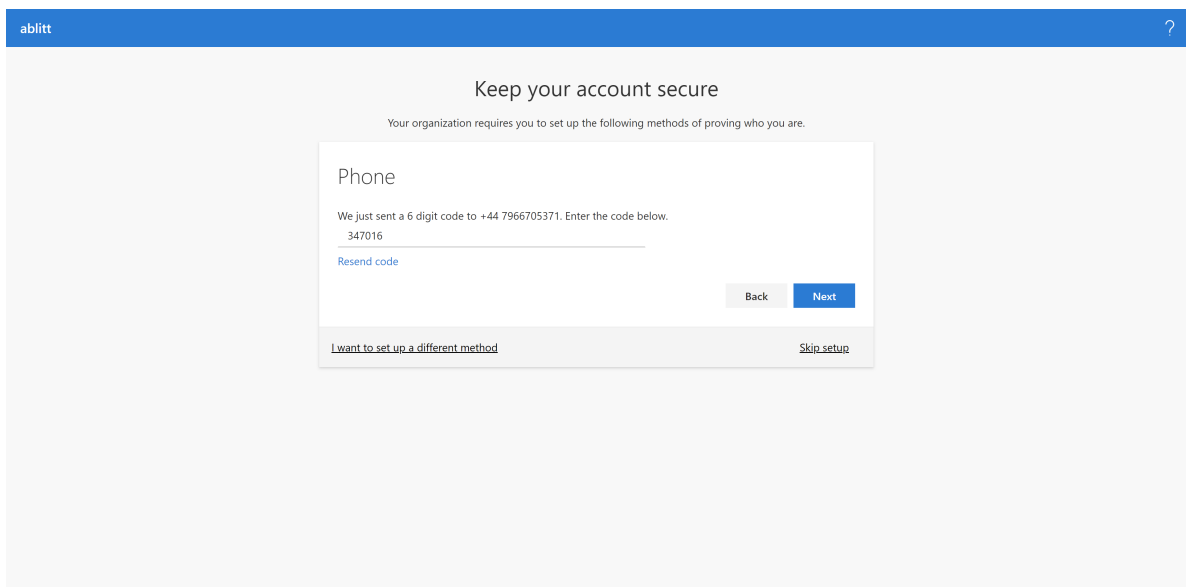 ablitt
?
Keep your account secure
Your organization requires you to set up the following methods of proving who you are.
Phone
We just sent a 6 digit code to +44 7966705371. Enter the code below.
347016
Resend code
Back
Next
I want to set up a different method
Skip setup